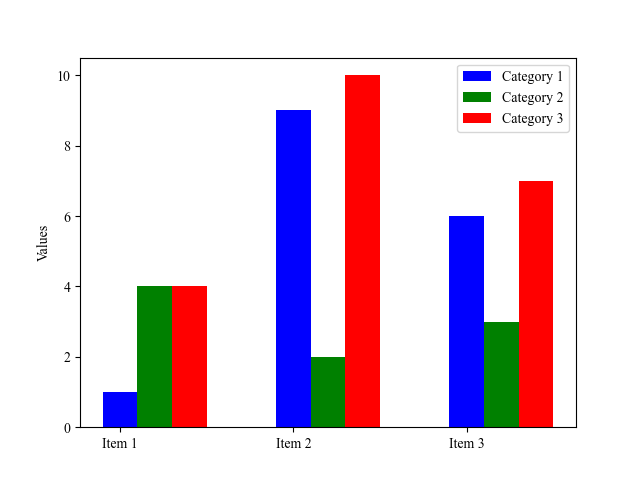 10
8
6
4
2
0
Values
Item 1
Item 2
Item 3
Category 1
Category 2
Category 3